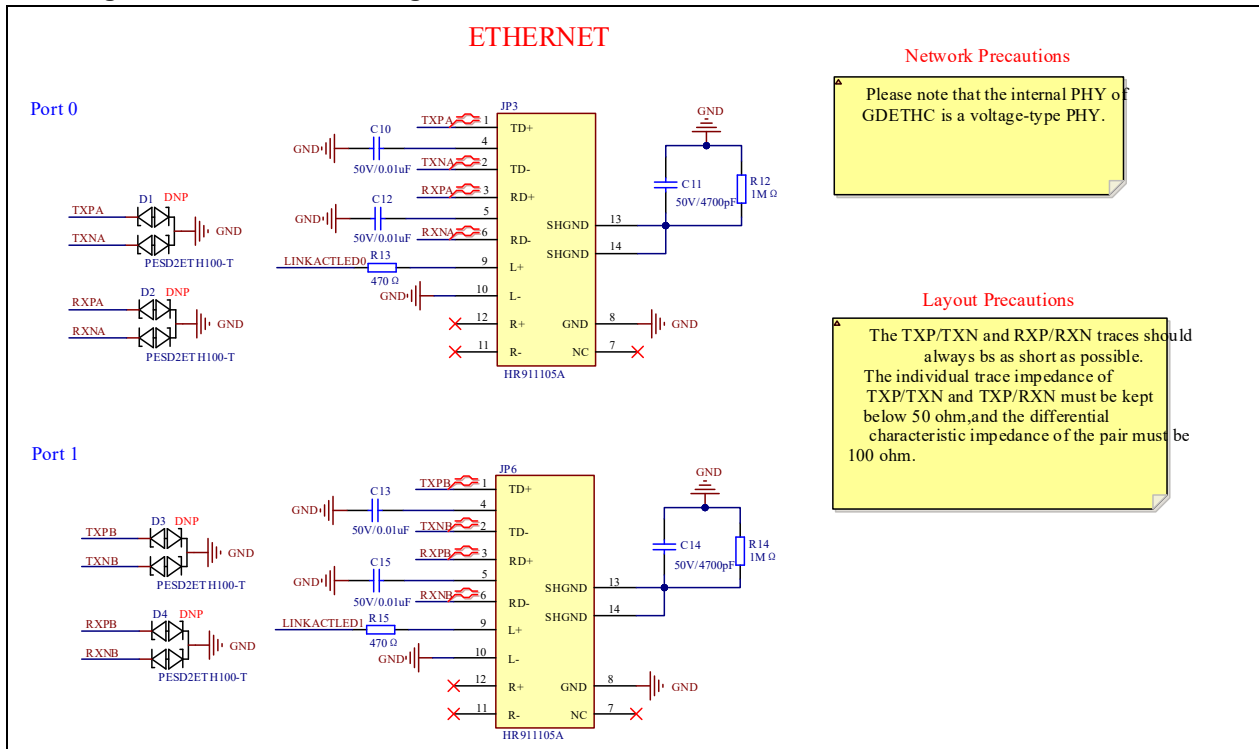 ETHERNET
Network Precautions
Please note that the internal PHY of
GDETHC is a voltage-type PHY.
Port 0
D1 DNP
TXPA
TXNA
GND
PESD2ETH100-T
D2 DNP
RXPA
RXNA
GND
PESD2ETH100-T
JP3
TXPA 1 TD+
C10
GND 4
50V/0.01uF
TXNA 2 TD-
RXPA 3 RD+
C12
GND 5
50V/0.01uF
RXNA 6 RD-
LINKACTLED0 R13 9 L+
470 Ω
GND 10 L-
12 R+
11 R-
SHGND 13
SHGND 14
GND 8 GND
NC 7
HR911105A
GND
C11
50V/4700pF
R12
1M Ω
Layout Precautions
The TXP/TXN and RXP/RXN traces should
always bs as short as possible.
The individual trace impedance of
TXP/TXN and TXP/RXN must be kept
below 50 ohm,and the differential
characteristic impedance of the pair must be
100 ohm.
Port 1
D3 DNP
TXPB
TXNB
GND
PESD2ETH100-T
D4 DNP
RXPB
RXNB
GND
PESD2ETH100-T
JP6
TXPB 1 TD+
C13
GND 4
50V/0.01uF
TXNB 2 TD-
RXPB 3 RD+
C15
GND 5
50V/0.01uF
RXNB 6 RD-
LINKACTLED1 R15 9 L+
470 Ω
GND 10 L-
12 R+
11 R-
SHGND 13
SHGND 14
GND 8 GND
NC 7
HR911105A
GND
C14
50V/4700pF
R14
1M Ω